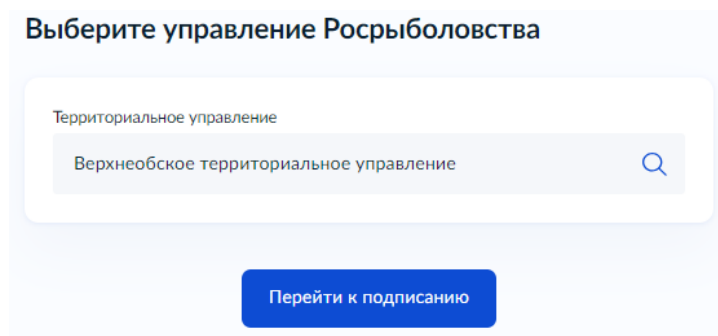 Выберите управление Росрыболовства
Территориальное управление
Верхнеобское территориальное управление
Перейти к подписанию